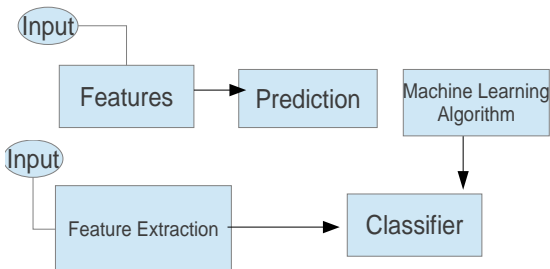 Input
Features
Prediction
Machine Learning
Algorithm
Input
Feature Extraction
Classifier